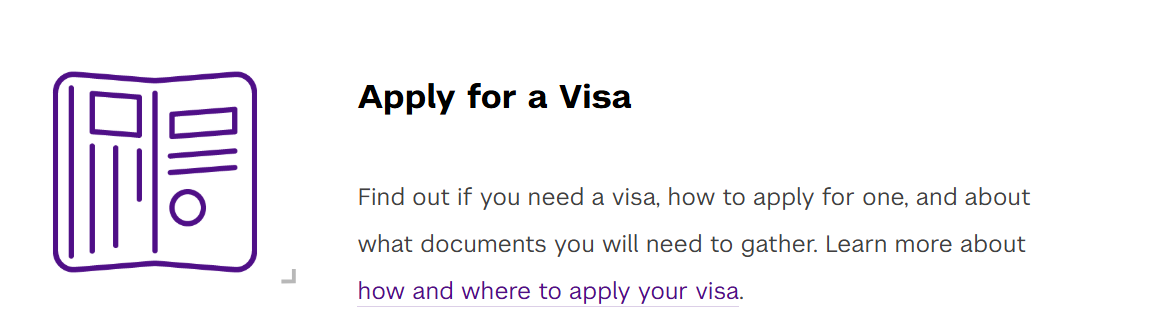 Apply for a Visa
Find out if you need a visa, how to apply for one, and about
what documents you will need to gather. Learn more about
how and where to apply your visa.